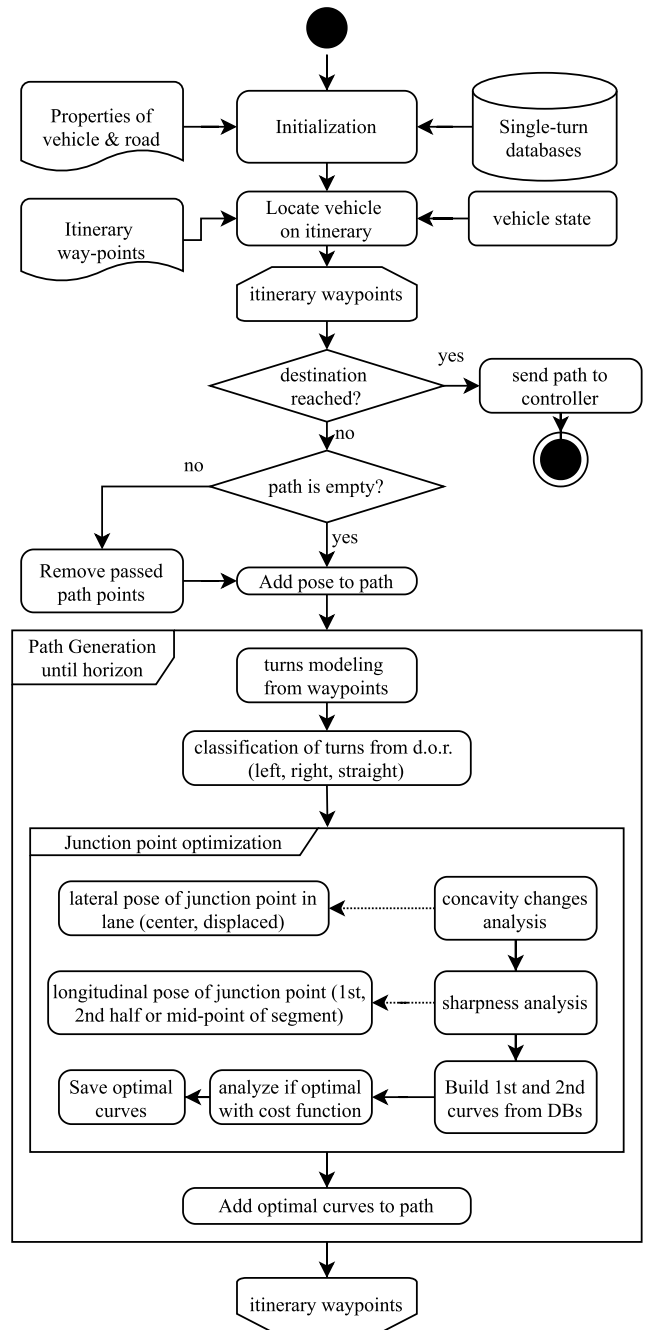 Properties of
vehicle & road
Initialization
Single-turn
databases
Itinerary
way-points
Locate vehicle
on itinerary
vehicle state
itinerary waypoints
destination
reached?
yes
send path to
controller
no
no
path is empty?
yes
Remove passed
path points
Add pose to path
Path Generation
until horizon
turns modeling
from waypoints
classification of turns from d.o.r.
(left, right, straight)
Junction point optimization
lateral pose of junction point in
lane (center, displaced)
concavity changes
analysis
longitudinal pose of junction point (1st,
2nd half or mid-point of segment)
sharpness analysis
Save optimal
curves
analyze if optimal
with cost function
Build 1st and 2nd
curves from DBs
Add optimal curves to path
itinerary waypoints